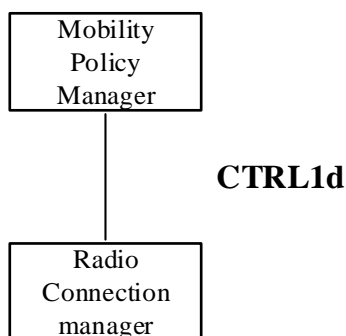 Mobility
Policy
Manager
CTRL1d
Radio
Connection
manager